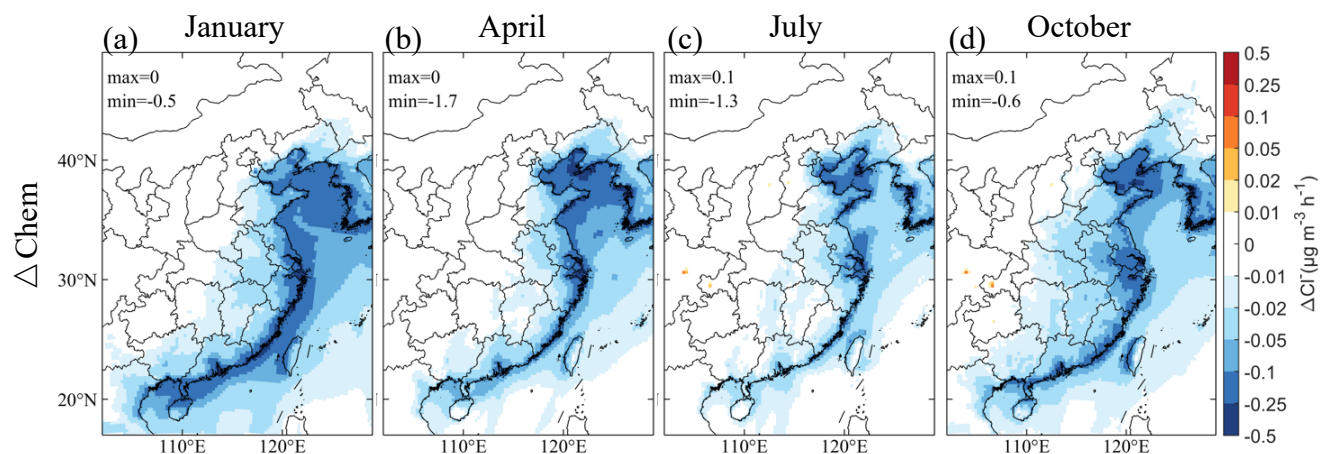 (a) January
(b) April
(c) July
(d) October
max=0
min=-0.5
max=0
min=-1.7
max=0.1
min=-1.3
max=0.1
min=-0.6
△ Chem
40°N
30°N
20°N
110°E 120°E
110°E 120°E
110°E 120°E
110°E 120°E
0.5
0.25
0.1
0.05
0.02
0.01
0
-0.01
-0.02
-0.05
-0.1
-0.25
-0.5
ΔCl⁻(μg m⁻³ h⁻¹)